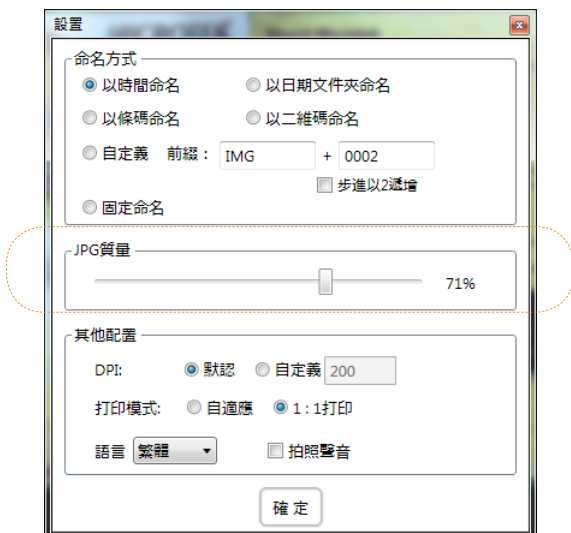 設置
命名方式
以時間命名 以日期文件夾命名
以條碼命名 以二維碼命名
自定義 前綴： IMG + 0002
步進以2遞增
固定命名
JPG質量
71%
其他配置
DPI: 默認 自定義 200
打印模式: 自適應 1:1打印
語言 繁體 拍照聲音
確定